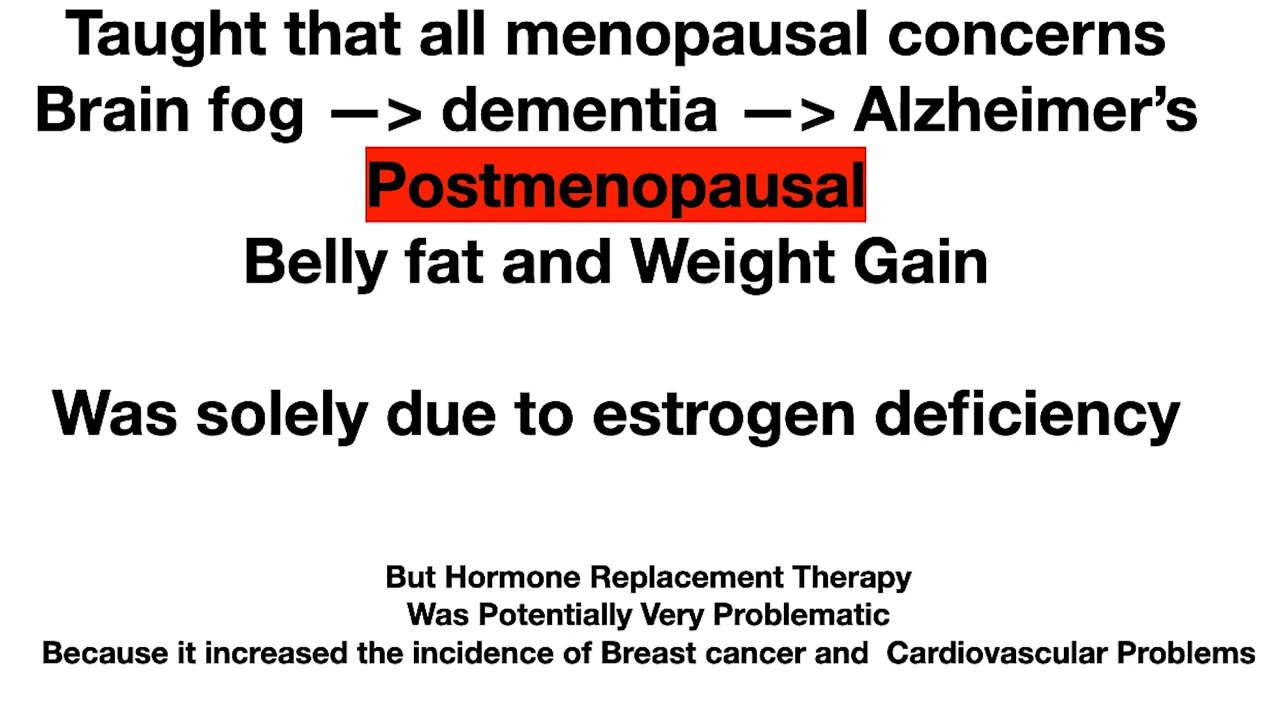 Taught that all menopausal concerns
Brain fog —> dementia —> Alzheimer’s
Postmenopausal
Belly fat and Weight Gain
Was solely due to estrogen deficiency
But Hormone Replacement Therapy
Was Potentially Very Problematic
Because it increased the incidence of Breast cancer and  Cardiovascular Problems